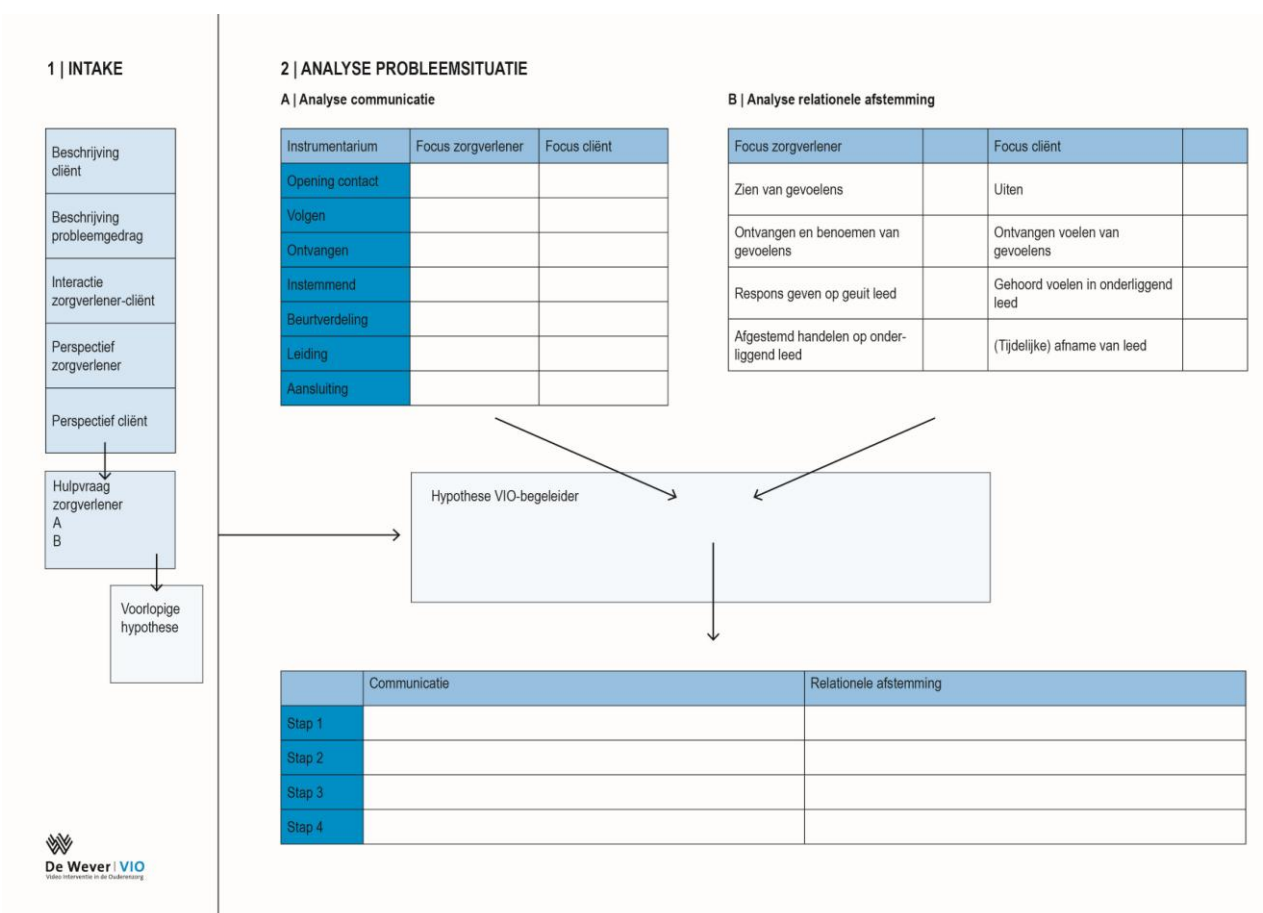 1 | INTAKE
Beschrijving
cliënt
Beschrijving
probleemgedrag
Interactie
zorgverlener-cliënt
Perspectief
zorgverlener
Perspectief cliënt
Hulpvraag
zorgverlener
A
B
Voorlopige
hypothese
2 | ANALYSE PROBLEEMSITUATIE
A | Analyse communicatie
Instrumentarium Focus zorgverlener Focus cliënt
Opening contact
Volgen
Ontvangen
Instemmend
Beurtverdeling
Leiding
Aansluiting
B | Analyse relationele afstemming
Focus zorgverlener Focus cliënt
Zien van gevoelens Uiten
Ontvangen en benoemen van
gevoelens
Ontvangen voelen van
gevoelens
Respons geven op geuit leed
Gehoord voelen in onderliggend
leed
Afgestemd handelen op onder-
liggend leed
(Tijdelijke) afname van leed
Hypothese VIO-begeleider
Communicatie Relationele afstemming
Stap 1
Stap 2
Stap 3
Stap 4
De Wever | VIO
Video Interventie in de Ouderenzorg